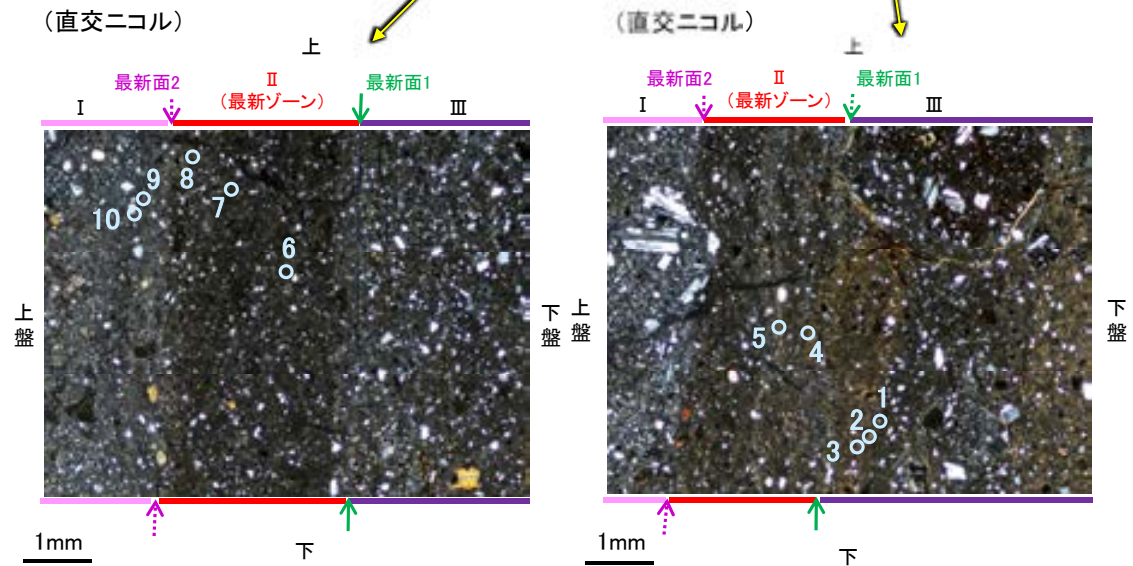 （直交ニコル）
上
最新面2
Ⅱ
（最新ゾーン）
最新面1
Ⅰ
Ⅲ
9
8
10
7
6
上盤
下盤
1mm
下
（直交ニコル）
上
最新面2
Ⅱ
（最新ゾーン）
最新面1
Ⅰ
Ⅲ
5
4
1
2
3
上盤
下盤
1mm
下